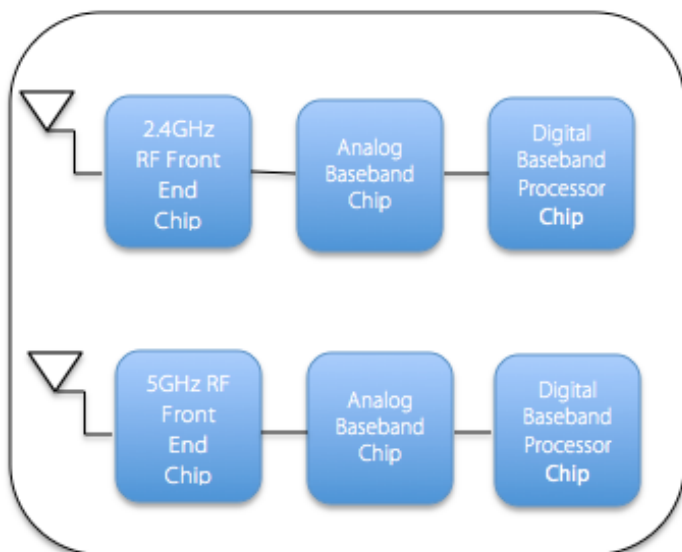 2.4GHz
RF Front
End
Chip
Analog
Baseband
Chip
Digital
Baseband
Processor
Chip
5GHz RF
Front
End
Chip
Analog
Baseband
Chip
Digital
Baseband
Processor
Chip